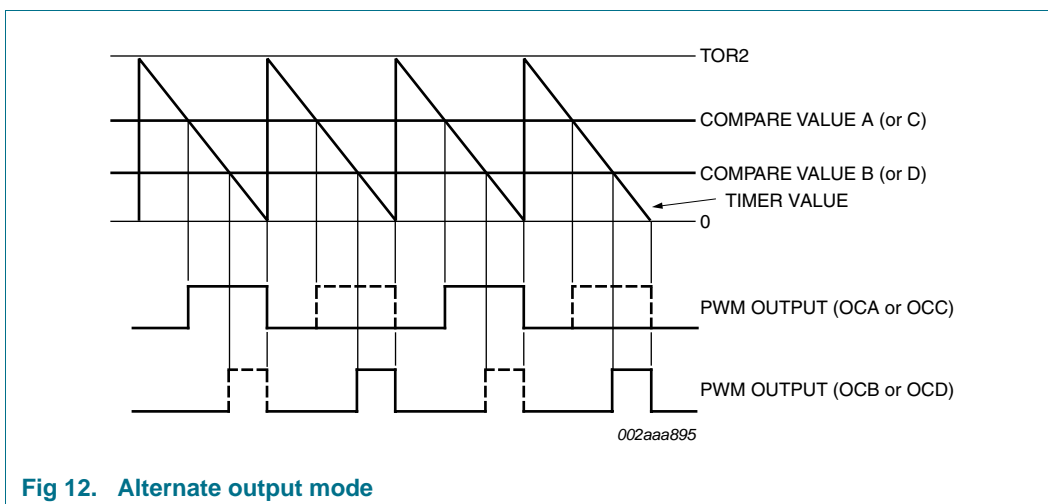 TOR2
COMPARE VALUE A (or C)
COMPARE VALUE B (or D)
TIMER VALUE
0
PWM OUTPUT (OCA or OCC)
PWM OUTPUT (OCB or OCD)
002aaa895
Fig 12. Alternate output mode